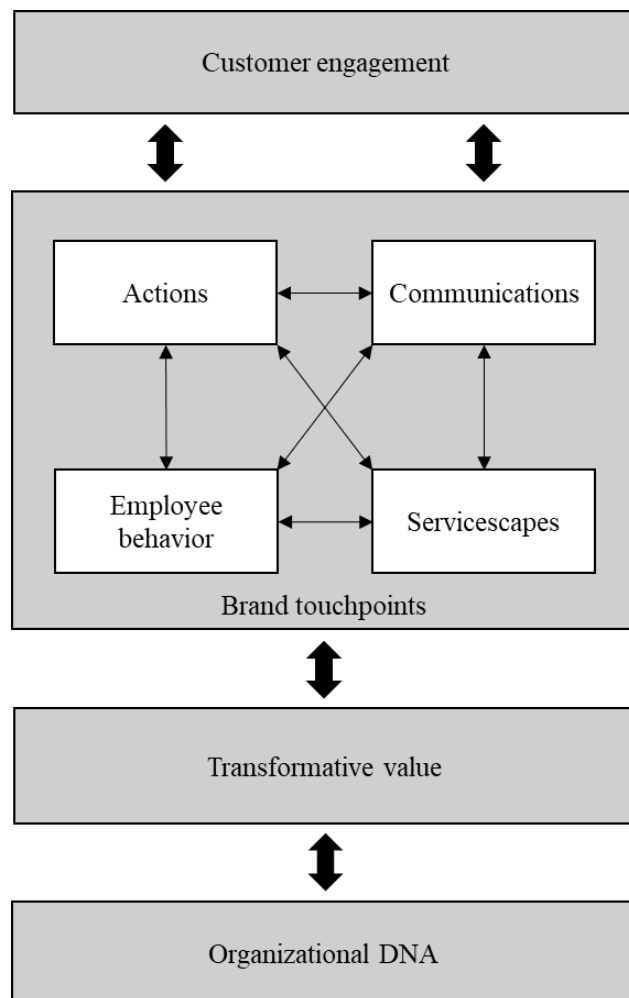 Customer engagement
Actions
Communications
Employee
behavior
Servicescapes
Brand touchpoints
Transformative value
Organizational DNA